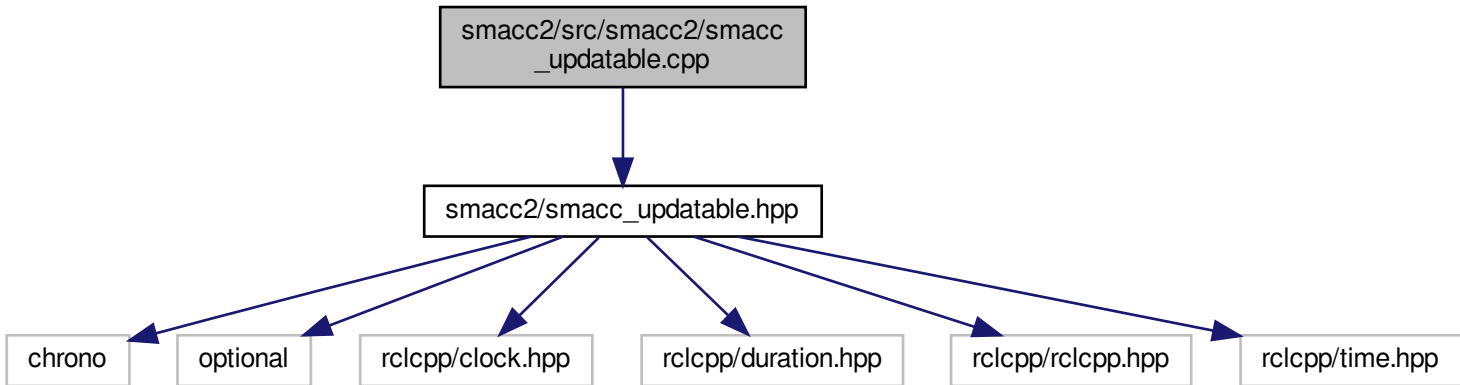 smacc2/src/smacc2/smacc
_updatable.cpp
smacc2/smacc_updatable.hpp
chrono
optional
rclcpp/clock.hpp
rclcpp/duration.hpp
rclcpp/rclcpp.hpp
rclcpp/time.hpp